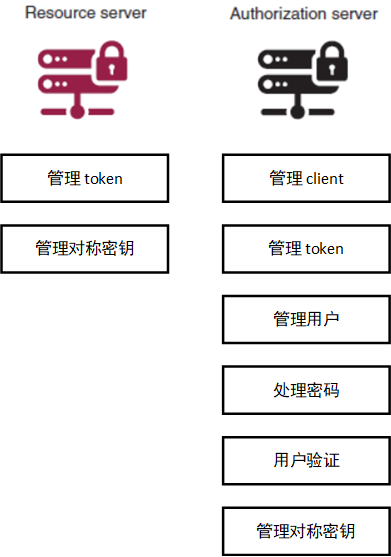 Resource server
Authorization server
管理 token
管理对称密钥
管理 client
管理 token
管理用户
处理密码
用户验证
管理对称密钥